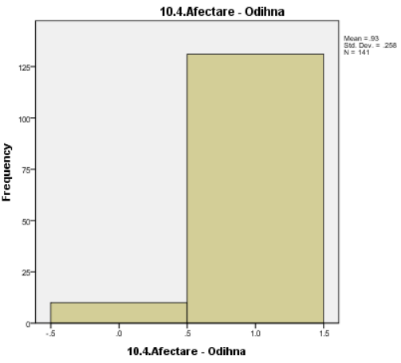 10.4.Afectare - Odihna
Mean =.93
Std. Dev. = .258
N = 141
Frequency
125
100
75
50
25
0
-.5
.0
.5
1.0
1.5
10.4.Afectare - Odihna